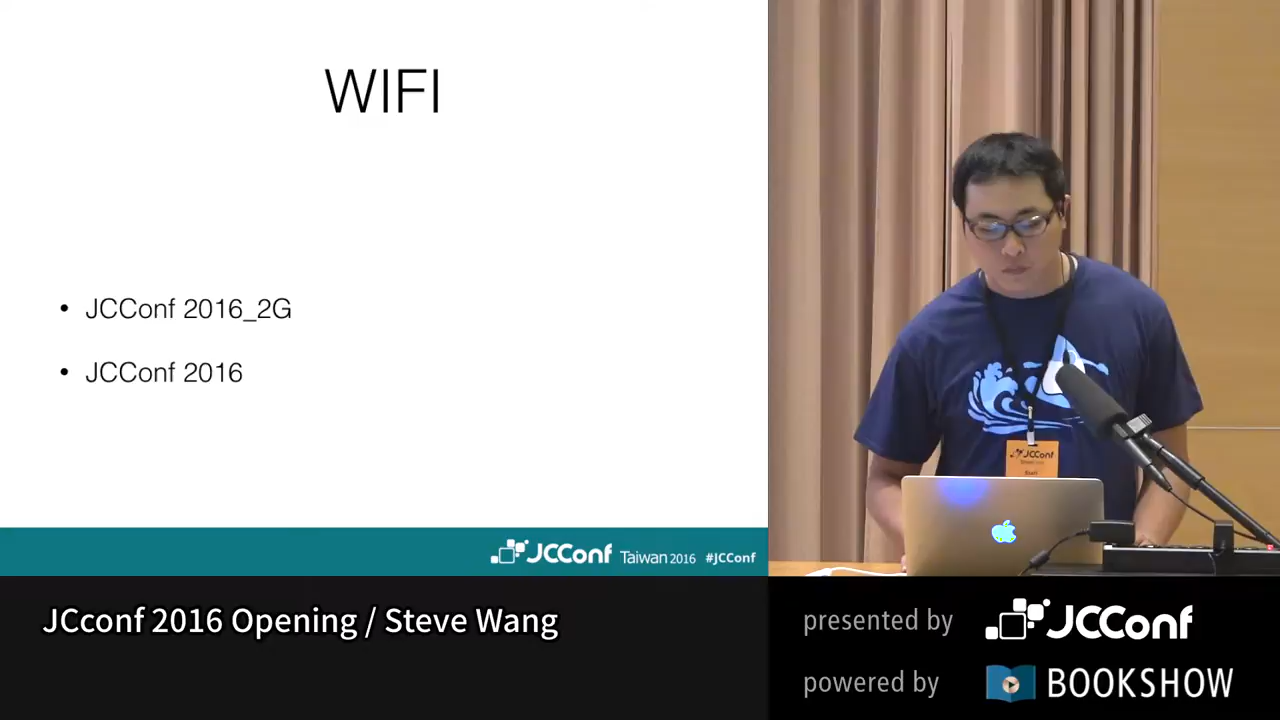 WIFI
• JCConf 2016_2G
• JCConf 2016
JCConf Taiwan 2016 #JCConf
JCConf
JCconf 2016 Opening / Steve Wang
presented by JCConf
powered by BOOKSHOW